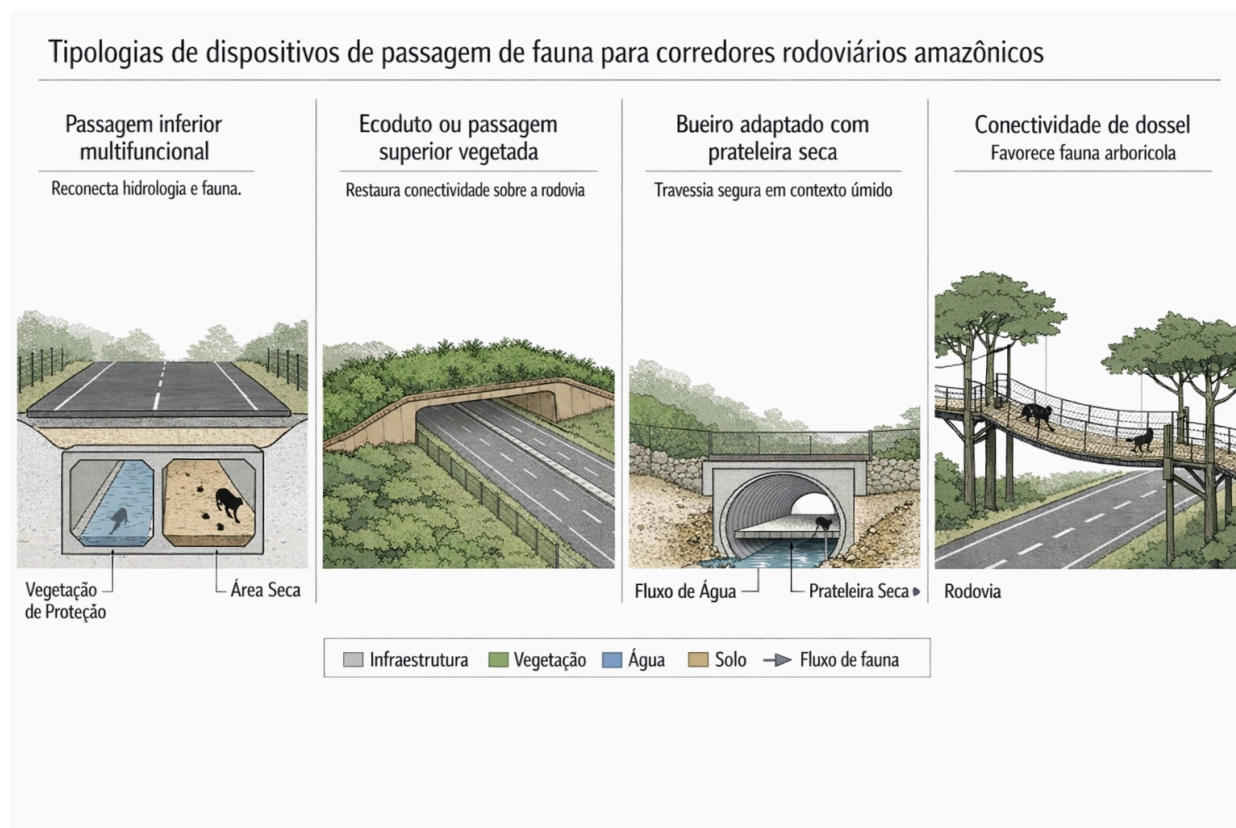 Tipologias de dispositivos de passagem de fauna para corredores rodoviários amazônicos
Passagem inferior
multifuncional
Reconecta hidrologia e fauna.
Ecoduto ou passagem
superior vegetada
Restaura conectividade sobre a rodovia
Bueiro adaptado com
prateleira seca
Travessia segura em contexto úmido
Conectividade de dossel
Favorece fauna arboricola
Vegetação
de Proteção
Área Seca
Fluxo de Água
Prateleira Seca
Rodovia
Infraestrutura
Vegetação
Água
Solo
Fluxo de fauna